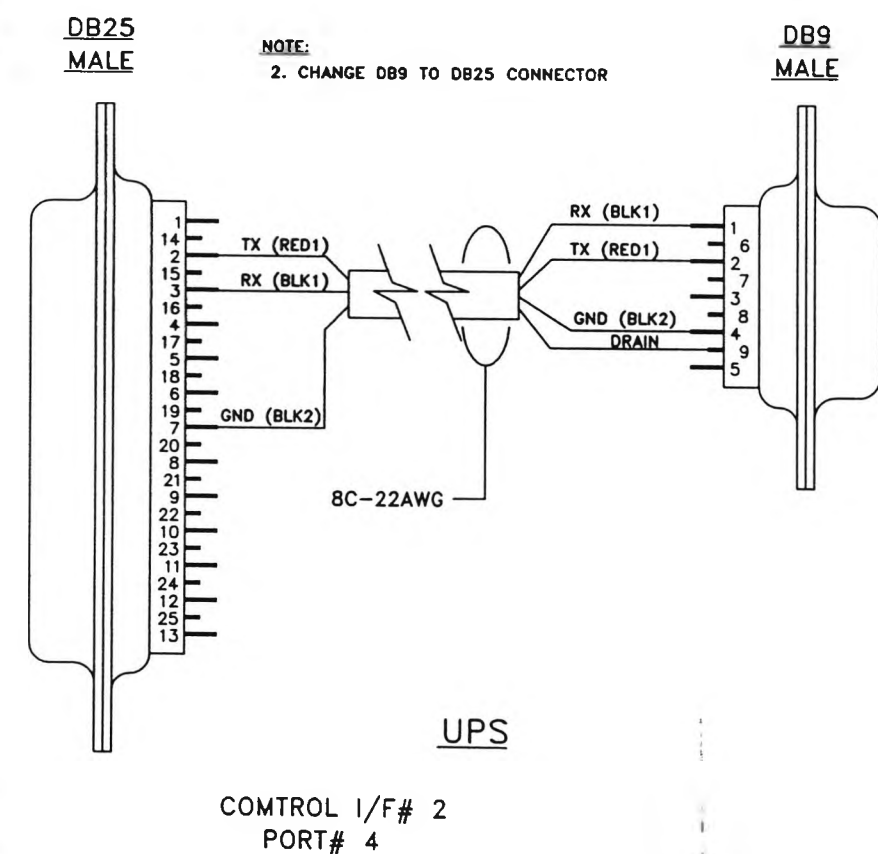 DB25
MALE
NOTE:
2. CHANGE DB9 TO DB25 CONNECTOR
DB9
MALE
1
14
2
15
3
16
4
17
5
18
6
19
7
20
8
21
9
22
10
23
11
24
12
25
13
TX (RED1)
RX (BLK1)
GND (BLK2)
8C-22AWG
RX (BLK1)
TX (RED1)
GND (BLK2)
DRAIN
1
6
2
7
3
8
4
9
5
UPS
COMTROL I/F# 2
PORT# 4